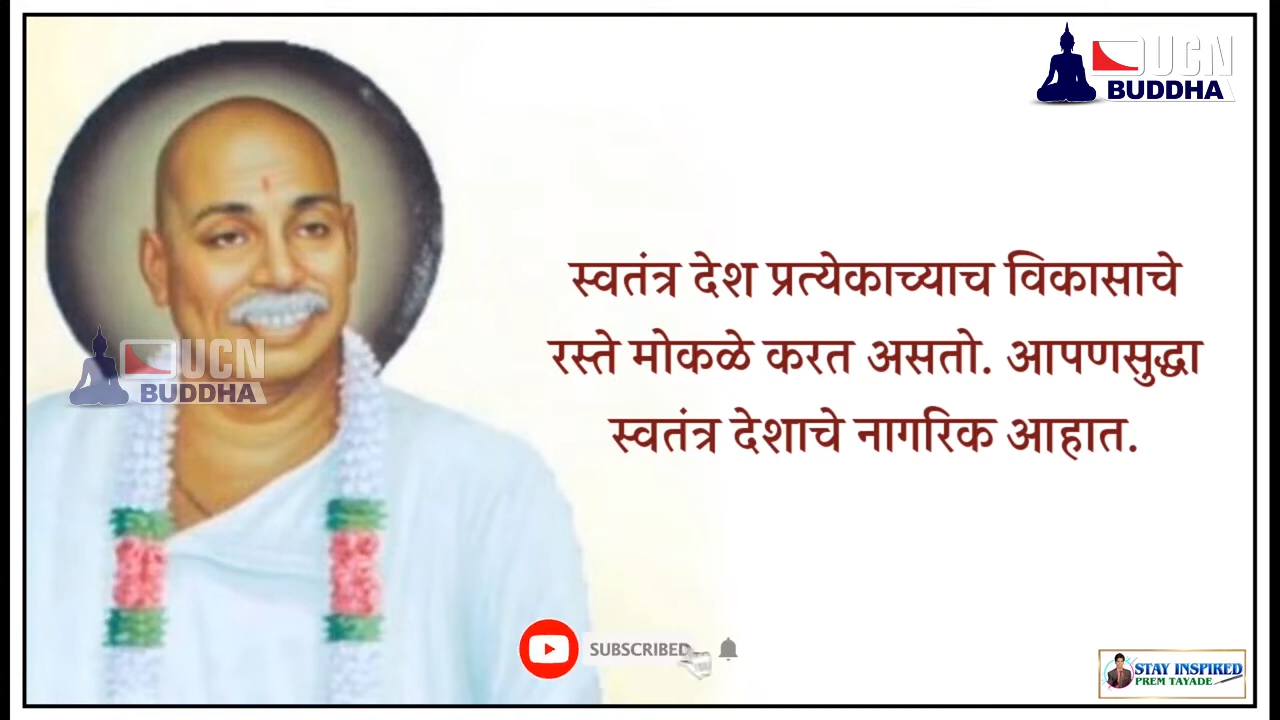 UCN
BUDDHA
स्वतंत्र देश प्रत्येकाच्याच विकासाचे
रस्ते मोकळे करत असतो. आपणसुद्धा
स्वतंत्र देशाचे नागरिक आहात.
UCN
BUDDHA
SUBSCRIBED
STAY INSPIRED
PREM TAYADE